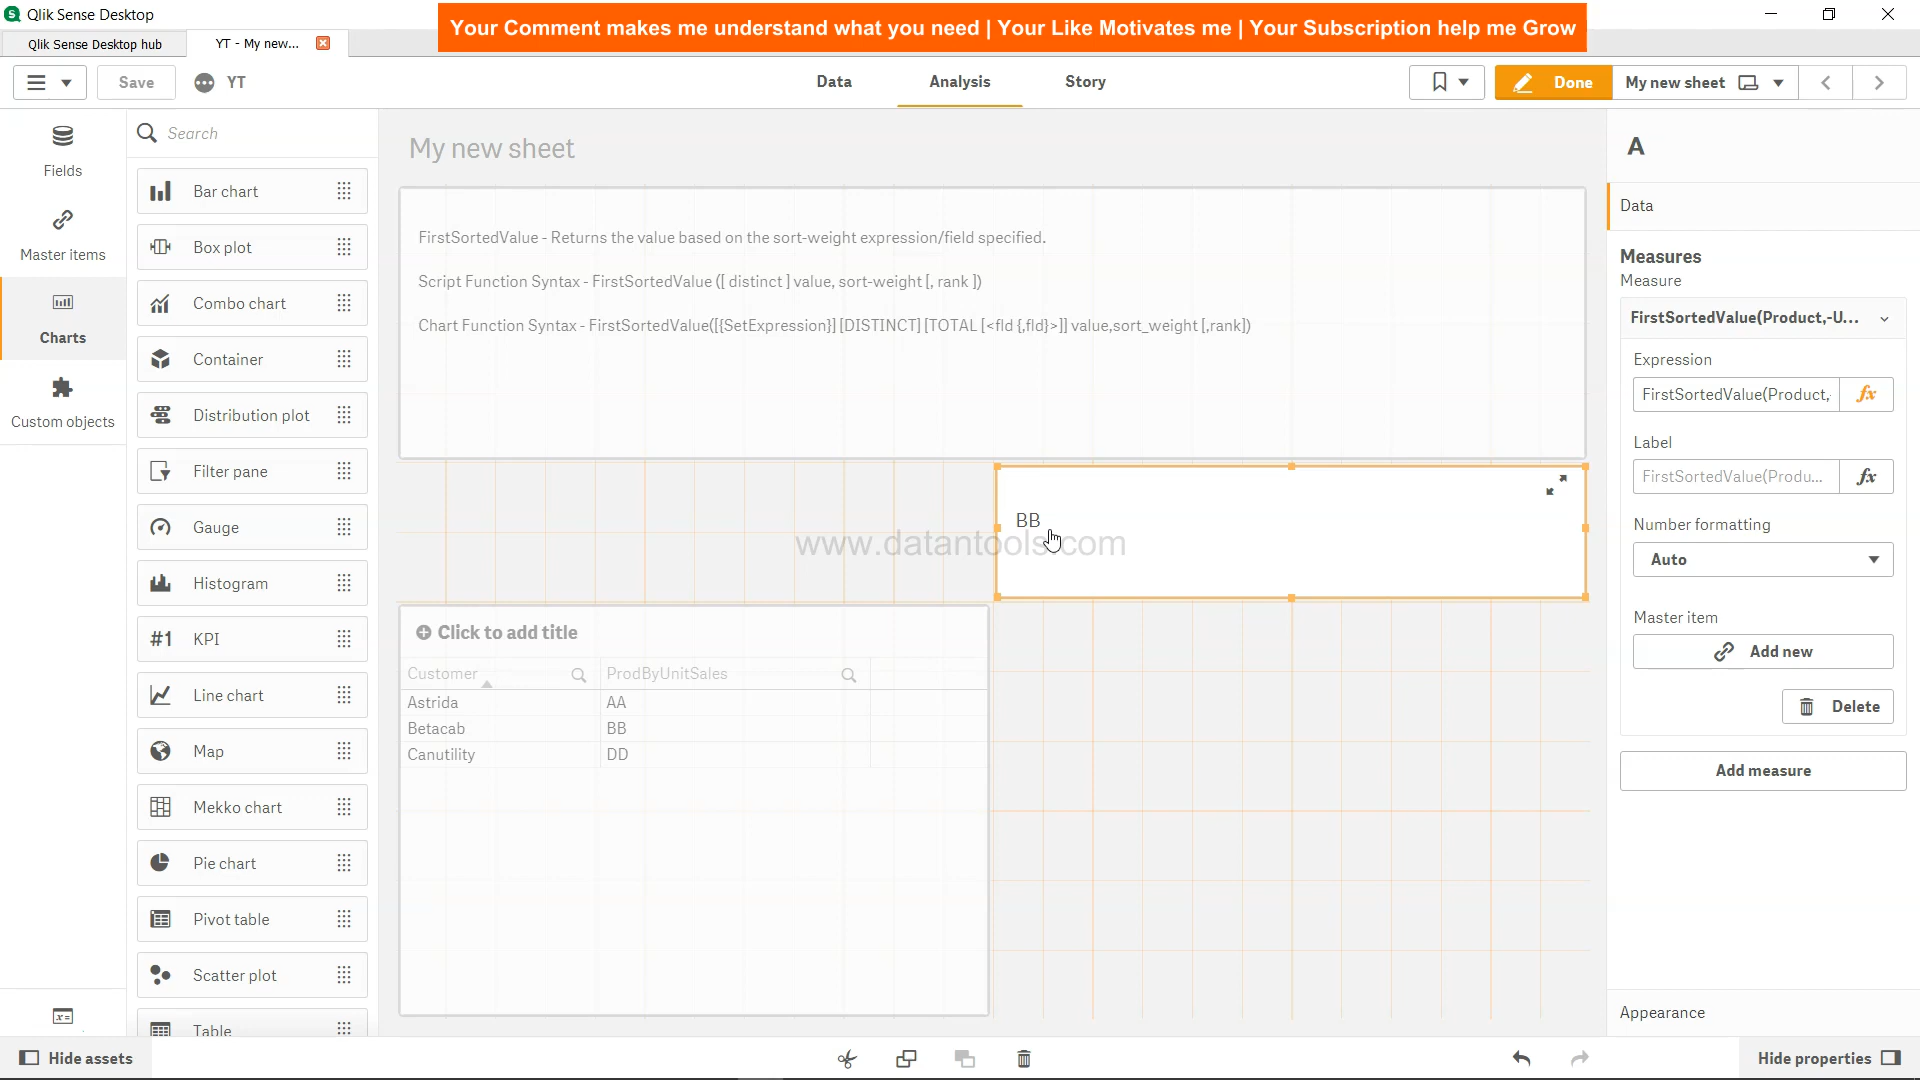 Qlik Sense Desktop
Your Comment makes me understand what you need | Your Like Motivates me | Your Subscription help me Grow
Qlik Sense Desktop hub
YT - My new...
Save
YT
Data
Analysis
Story
Done
My new sheet
Fields
Master items
Charts
Custom objects
Search
Bar chart
Box plot
Combo chart
Container
Distribution plot
Filter pane
Gauge
Histogram
#1 KPI
Line chart
Map
Mekko chart
Pie chart
Pivot table
Scatter plot
Table
My new sheet
FirstSortedValue - Returns the value based on the sort-weight expression/field specified.
Script Function Syntax - FirstSortedValue ([ distinct ] value, sort-weight [, rank ])
Chart Function Syntax - FirstSortedValue([{SetExpression}] [DISTINCT] [TOTAL [<fld {,fld}>]] value,sort_weight [,rank])
BB
www.datantools.com
Click to add title
Customer ProdByUnitSales
Astrida AA
Betacab BB
Canutility DD
A
Data
Measures
Measure
FirstSortedValue(Product,-U...
Expression
FirstSortedValue(Product,-
fx
Label
FirstSortedValue(Produ...
fx
Number formatting
Auto
Master item
Add new
Delete
Add measure
Appearance
Hide assets
Hide properties